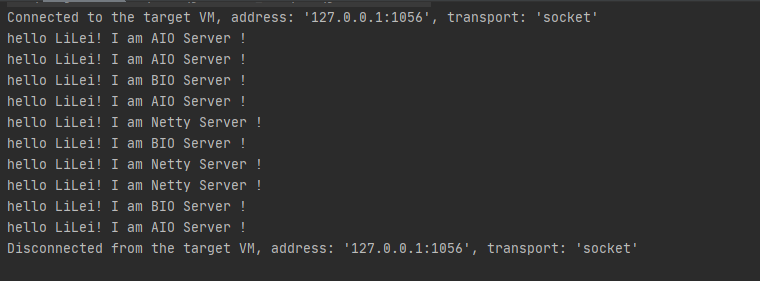 Connected to the target VM, address: '127.0.0.1:1056', transport: 'socket'
hello LiLei! I am AIO Server !
hello LiLei! I am AIO Server !
hello LiLei! I am BIO Server !
hello LiLei! I am AIO Server !
hello LiLei! I am Netty Server !
hello LiLei! I am BIO Server !
hello LiLei! I am Netty Server !
hello LiLei! I am Netty Server !
hello LiLei! I am BIO Server !
hello LiLei! I am AIO Server !
Disconnected from the target VM, address: '127.0.0.1:1056', transport: 'socket'